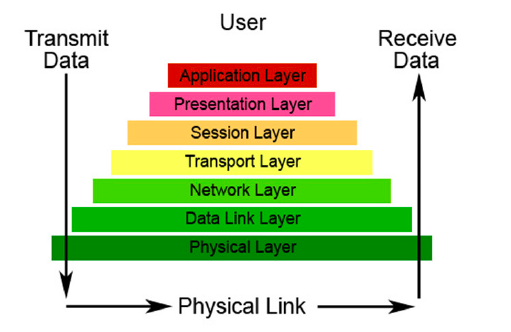 User
Transmit
Data
Receive
Data
Application Layer
Presentation Layer
Session Layer
Transport Layer
Network Layer
Data Link Layer
Physical Layer
Physical Link